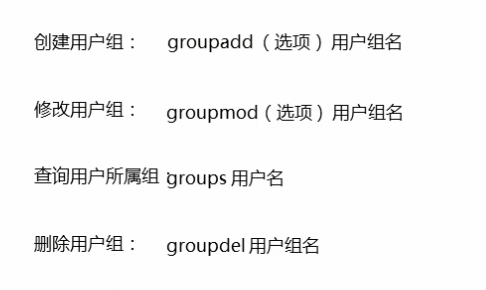 创建用户组： groupadd（选项）用户组名
修改用户组： groupmod（选项）用户组名
查询用户所属组：groups 用户名
删除用户组： groupdel 用户组名